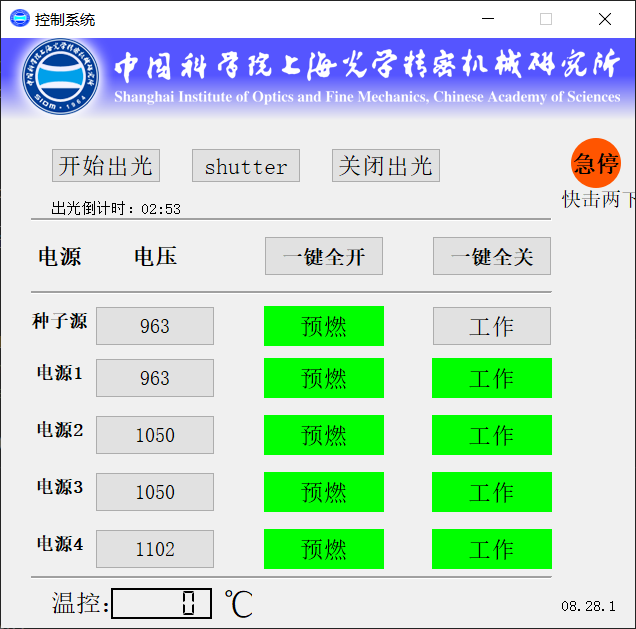 控制系统
中国科学院上海光学精密机械研究所
Shanghai Institute of Optics and Fine Mechanics, Chinese Academy of Sciences
SIOM · 1964
开始出光 shutter 关闭出光 急停
快击两下
出光倒计时：02:53
电源 电压 一键全开 一键全关
种子源 963 预燃 工作
电源1 963 预燃 工作
电源2 1050 预燃 工作
电源3 1050 预燃 工作
电源4 1102 预燃 工作
温控: 0 ℃
08.28.1